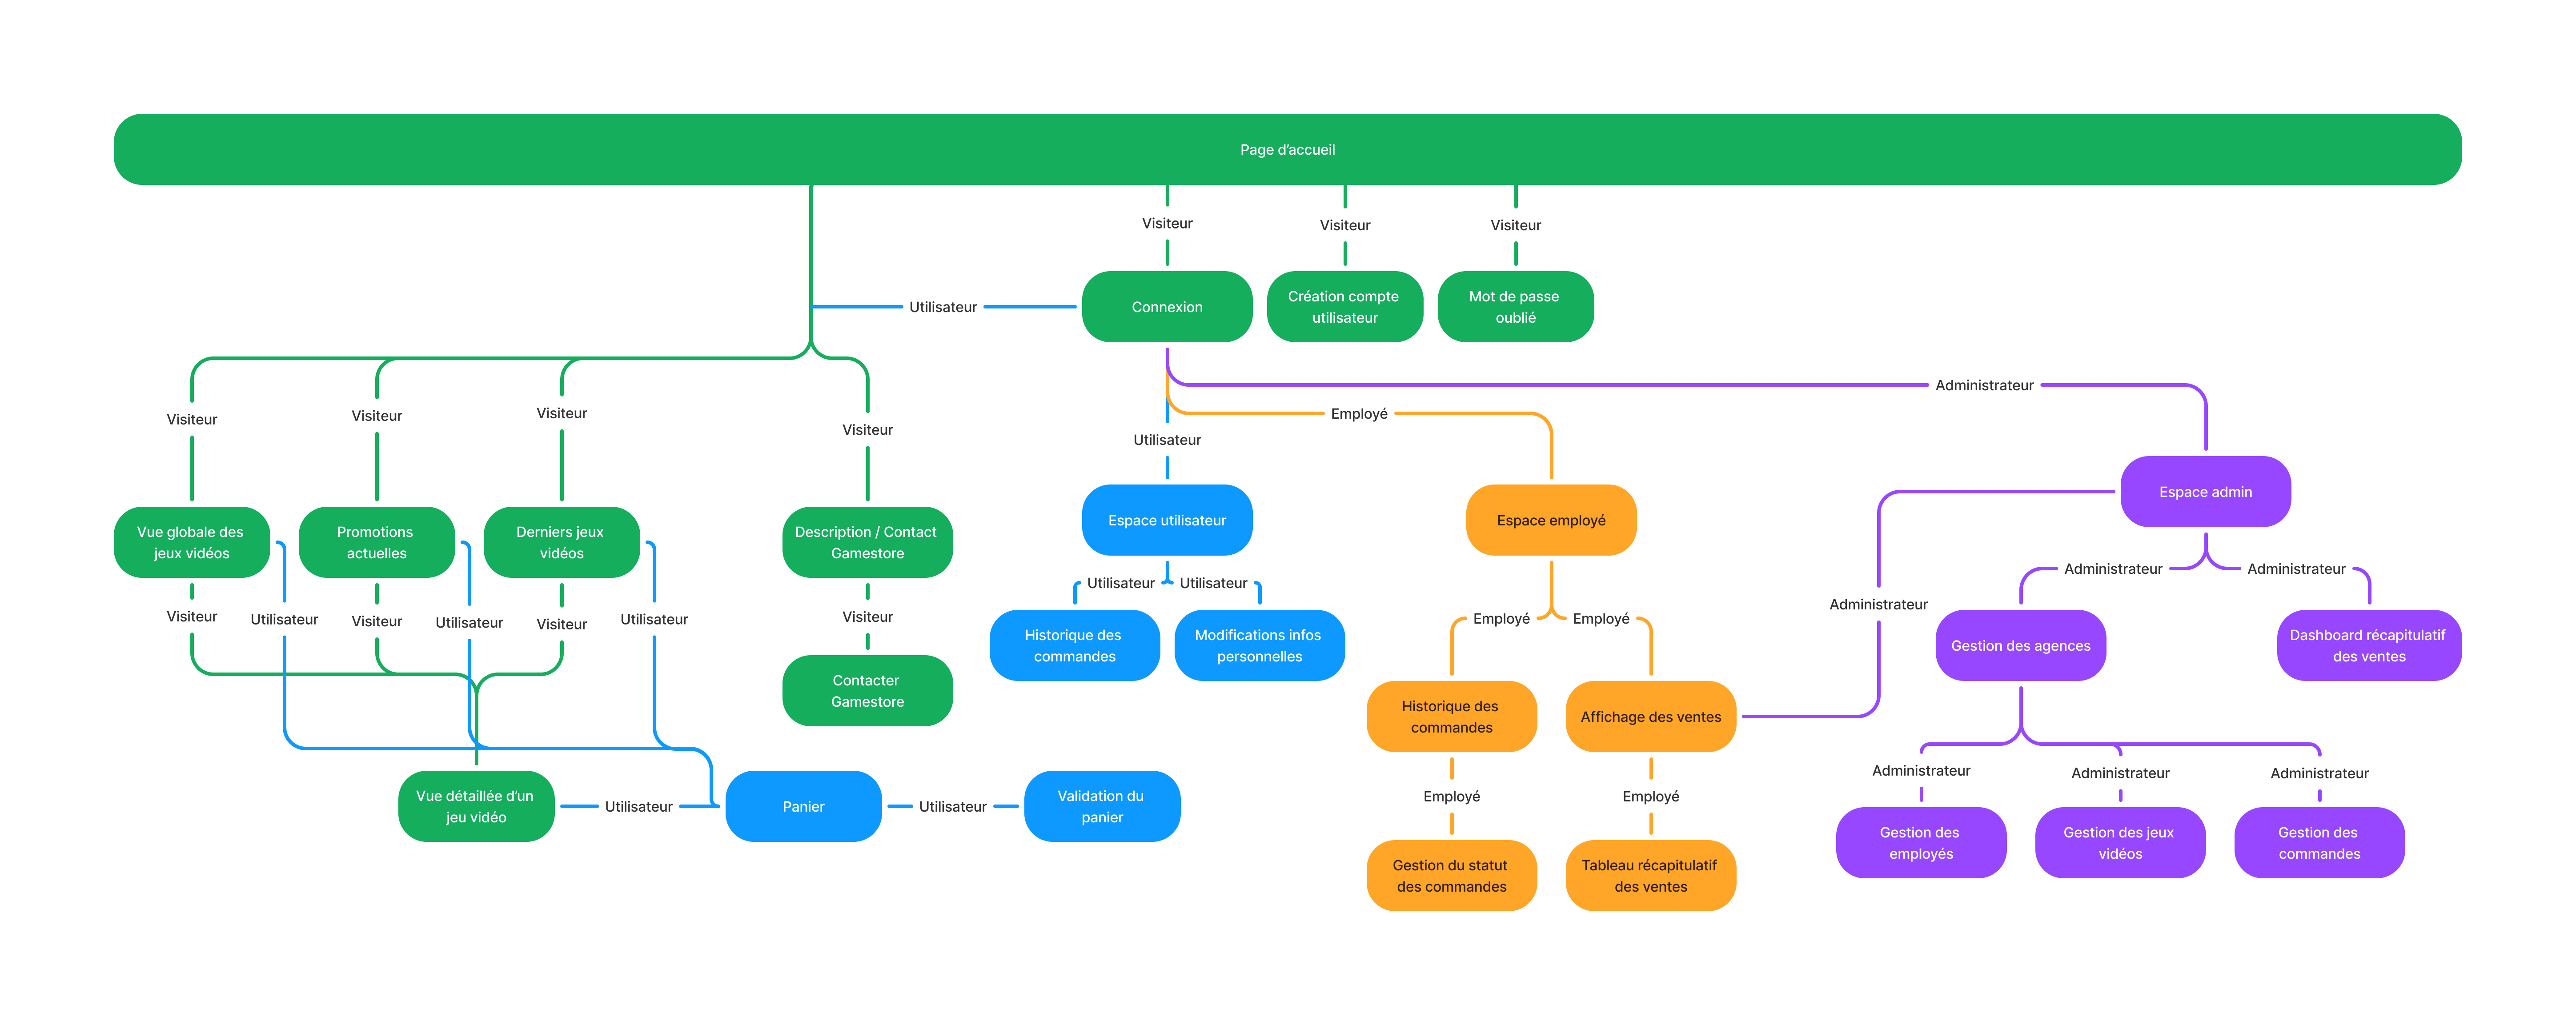 Page d'accueil
Visiteur
Visiteur
Visiteur
Utilisateur
Connexion
Création compte
utilisateur
Mot de passe
oublié
Administrateur
Employé
Visiteur
Visiteur
Visiteur
Visiteur
Utilisateur
Espace admin
Vue globale des
jeux vidéos
Promotions
actuelles
Derniers jeux
vidéos
Description / Contact
Gamestore
Espace utilisateur
Espace employé
Administrateur
Administrateur
Utilisateur
Utilisateur
Administrateur
Visiteur
Utilisateur
Visiteur
Utilisateur
Visiteur
Utilisateur
Visiteur
Employé
Employé
Historique des
commandes
Modifications infos
personnelles
Gestion des agences
Dashboard récapitulatif
des ventes
Contacter
Gamestore
Historique des
commandes
Affichage des ventes
Administrateur
Administrateur
Administrateur
Vue détaillée d'un
jeu vidéo
Utilisateur
Panier
Utilisateur
Validation du
panier
Employé
Employé
Gestion des
employés
Gestion des jeux
vidéos
Gestion des
commandes
Gestion du statut
des commandes
Tableau récapitulatif
des ventes